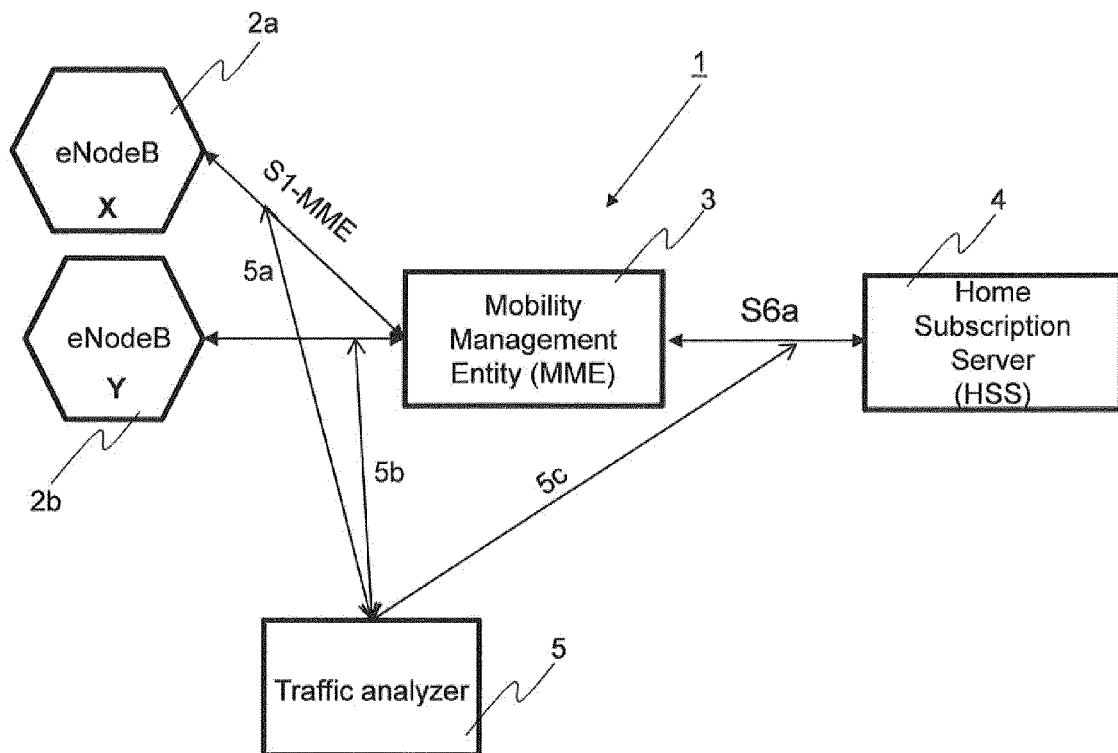 2a
eNodeB
X
S1-MME
1
5a
3
4
eNodeB
Y
Mobility
Management
Entity (MME)
S6a
Home
Subscription
Server
(HSS)
2b
5b
5c
Traffic analyzer
5